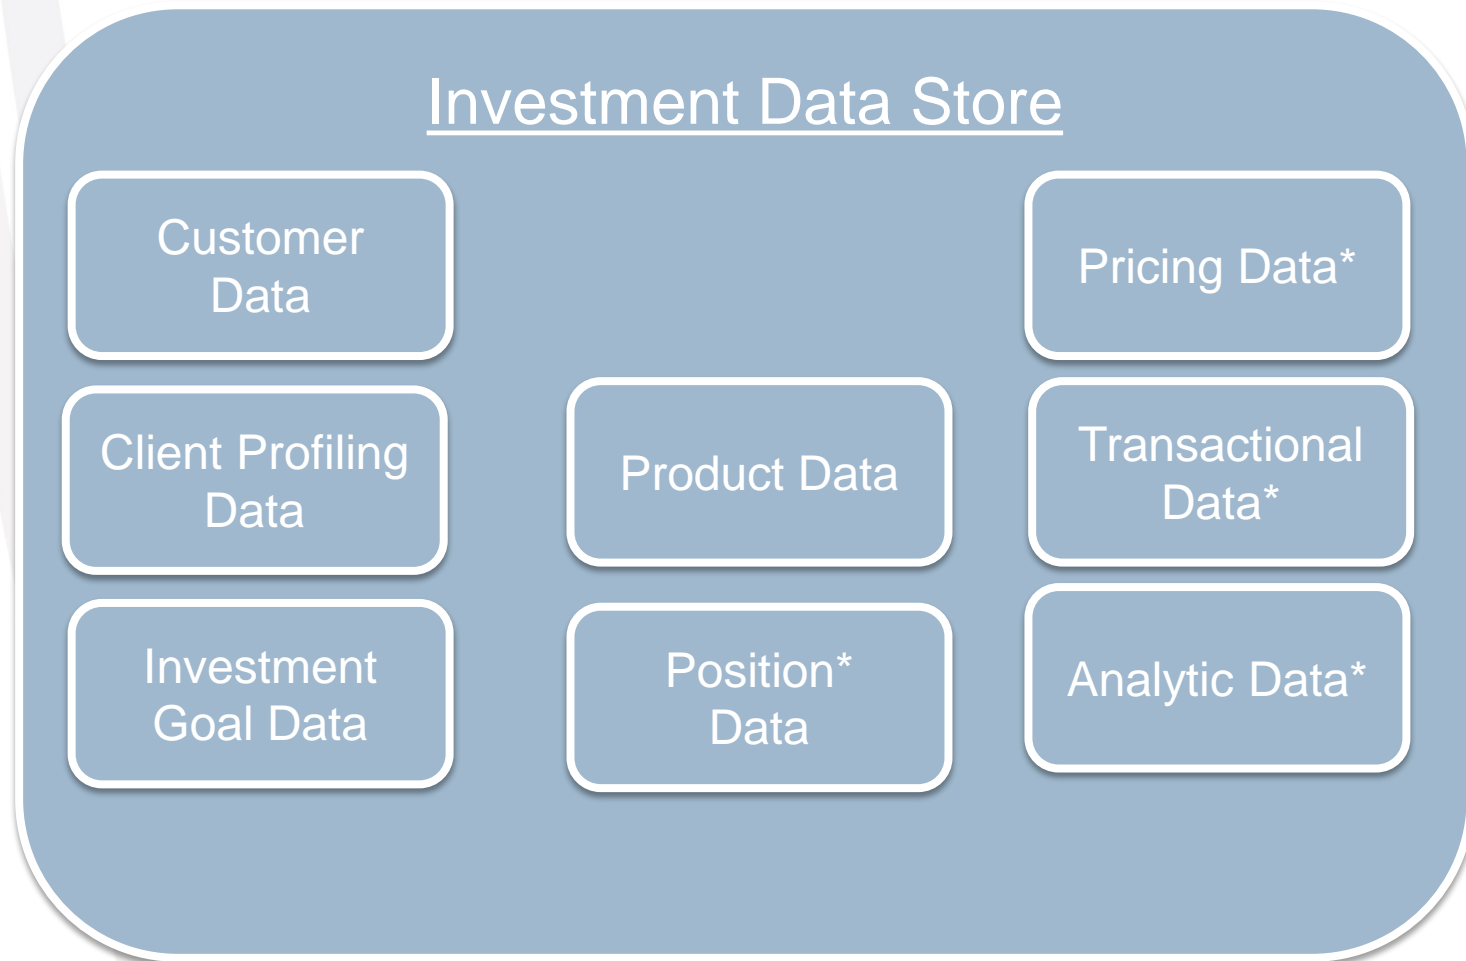 Investment Data Store
Customer
Data
Pricing Data*
Client Profiling
Data
Product Data
Transactional
Data*
Investment
Goal Data
Position*
Data
Analytic Data*